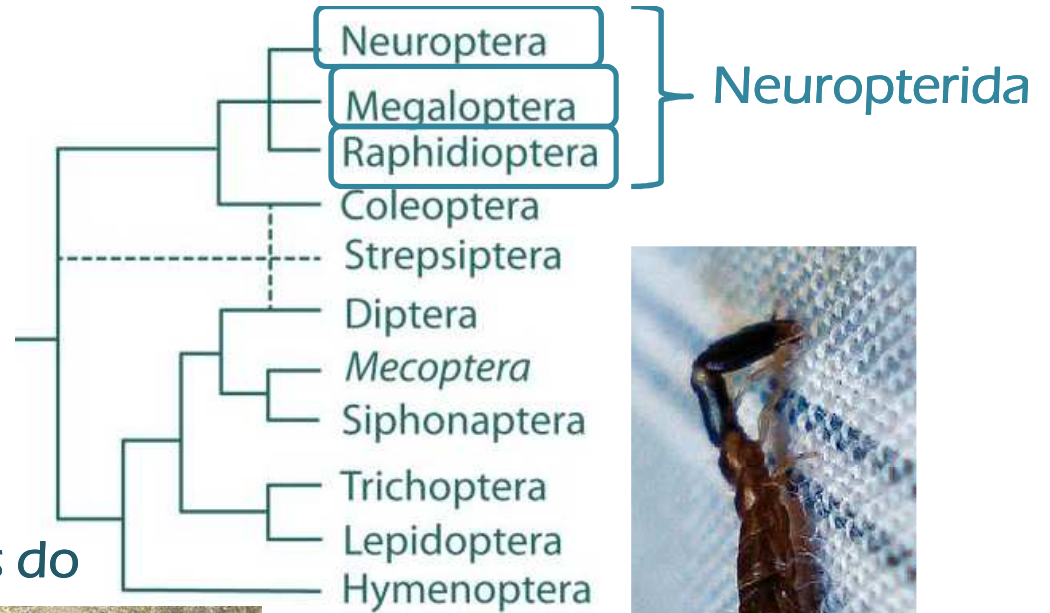 Neuroptera
Megaloptera
Raphidioptera
Neuropterida
Coleoptera
Strepsiptera
Diptera
Mecoptera
Siphonaptera
Trichoptera
Lepidoptera
Hymenoptera
s do